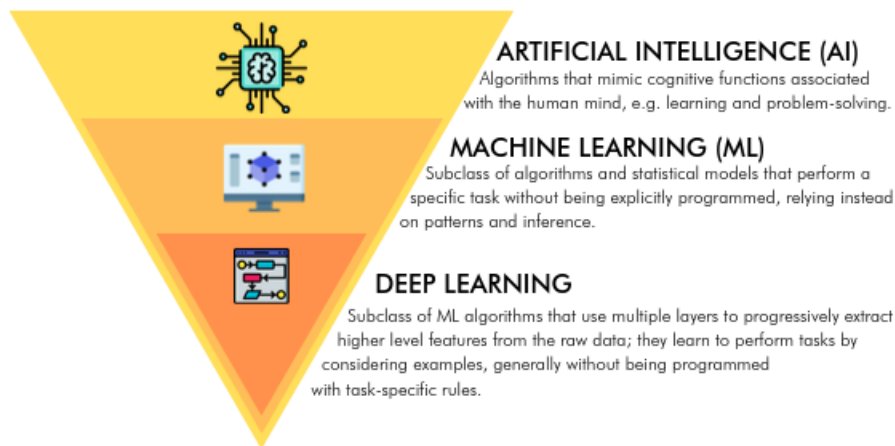 ARTIFICIAL INTELLIGENCE (AI)
Algorithms that mimic cognitive functions associated
with the human mind, e.g. learning and problem-solving.
MACHINE LEARNING (ML)
Subclass of algorithms and statistical models that perform a
specific task without being explicitly programmed, relying instead
on patterns and inference.
DEEP LEARNING
Subclass of ML algorithms that use multiple layers to progressively extract
higher level features from the raw data; they learn to perform tasks by
considering examples, generally without being programmed
with task-specific rules.